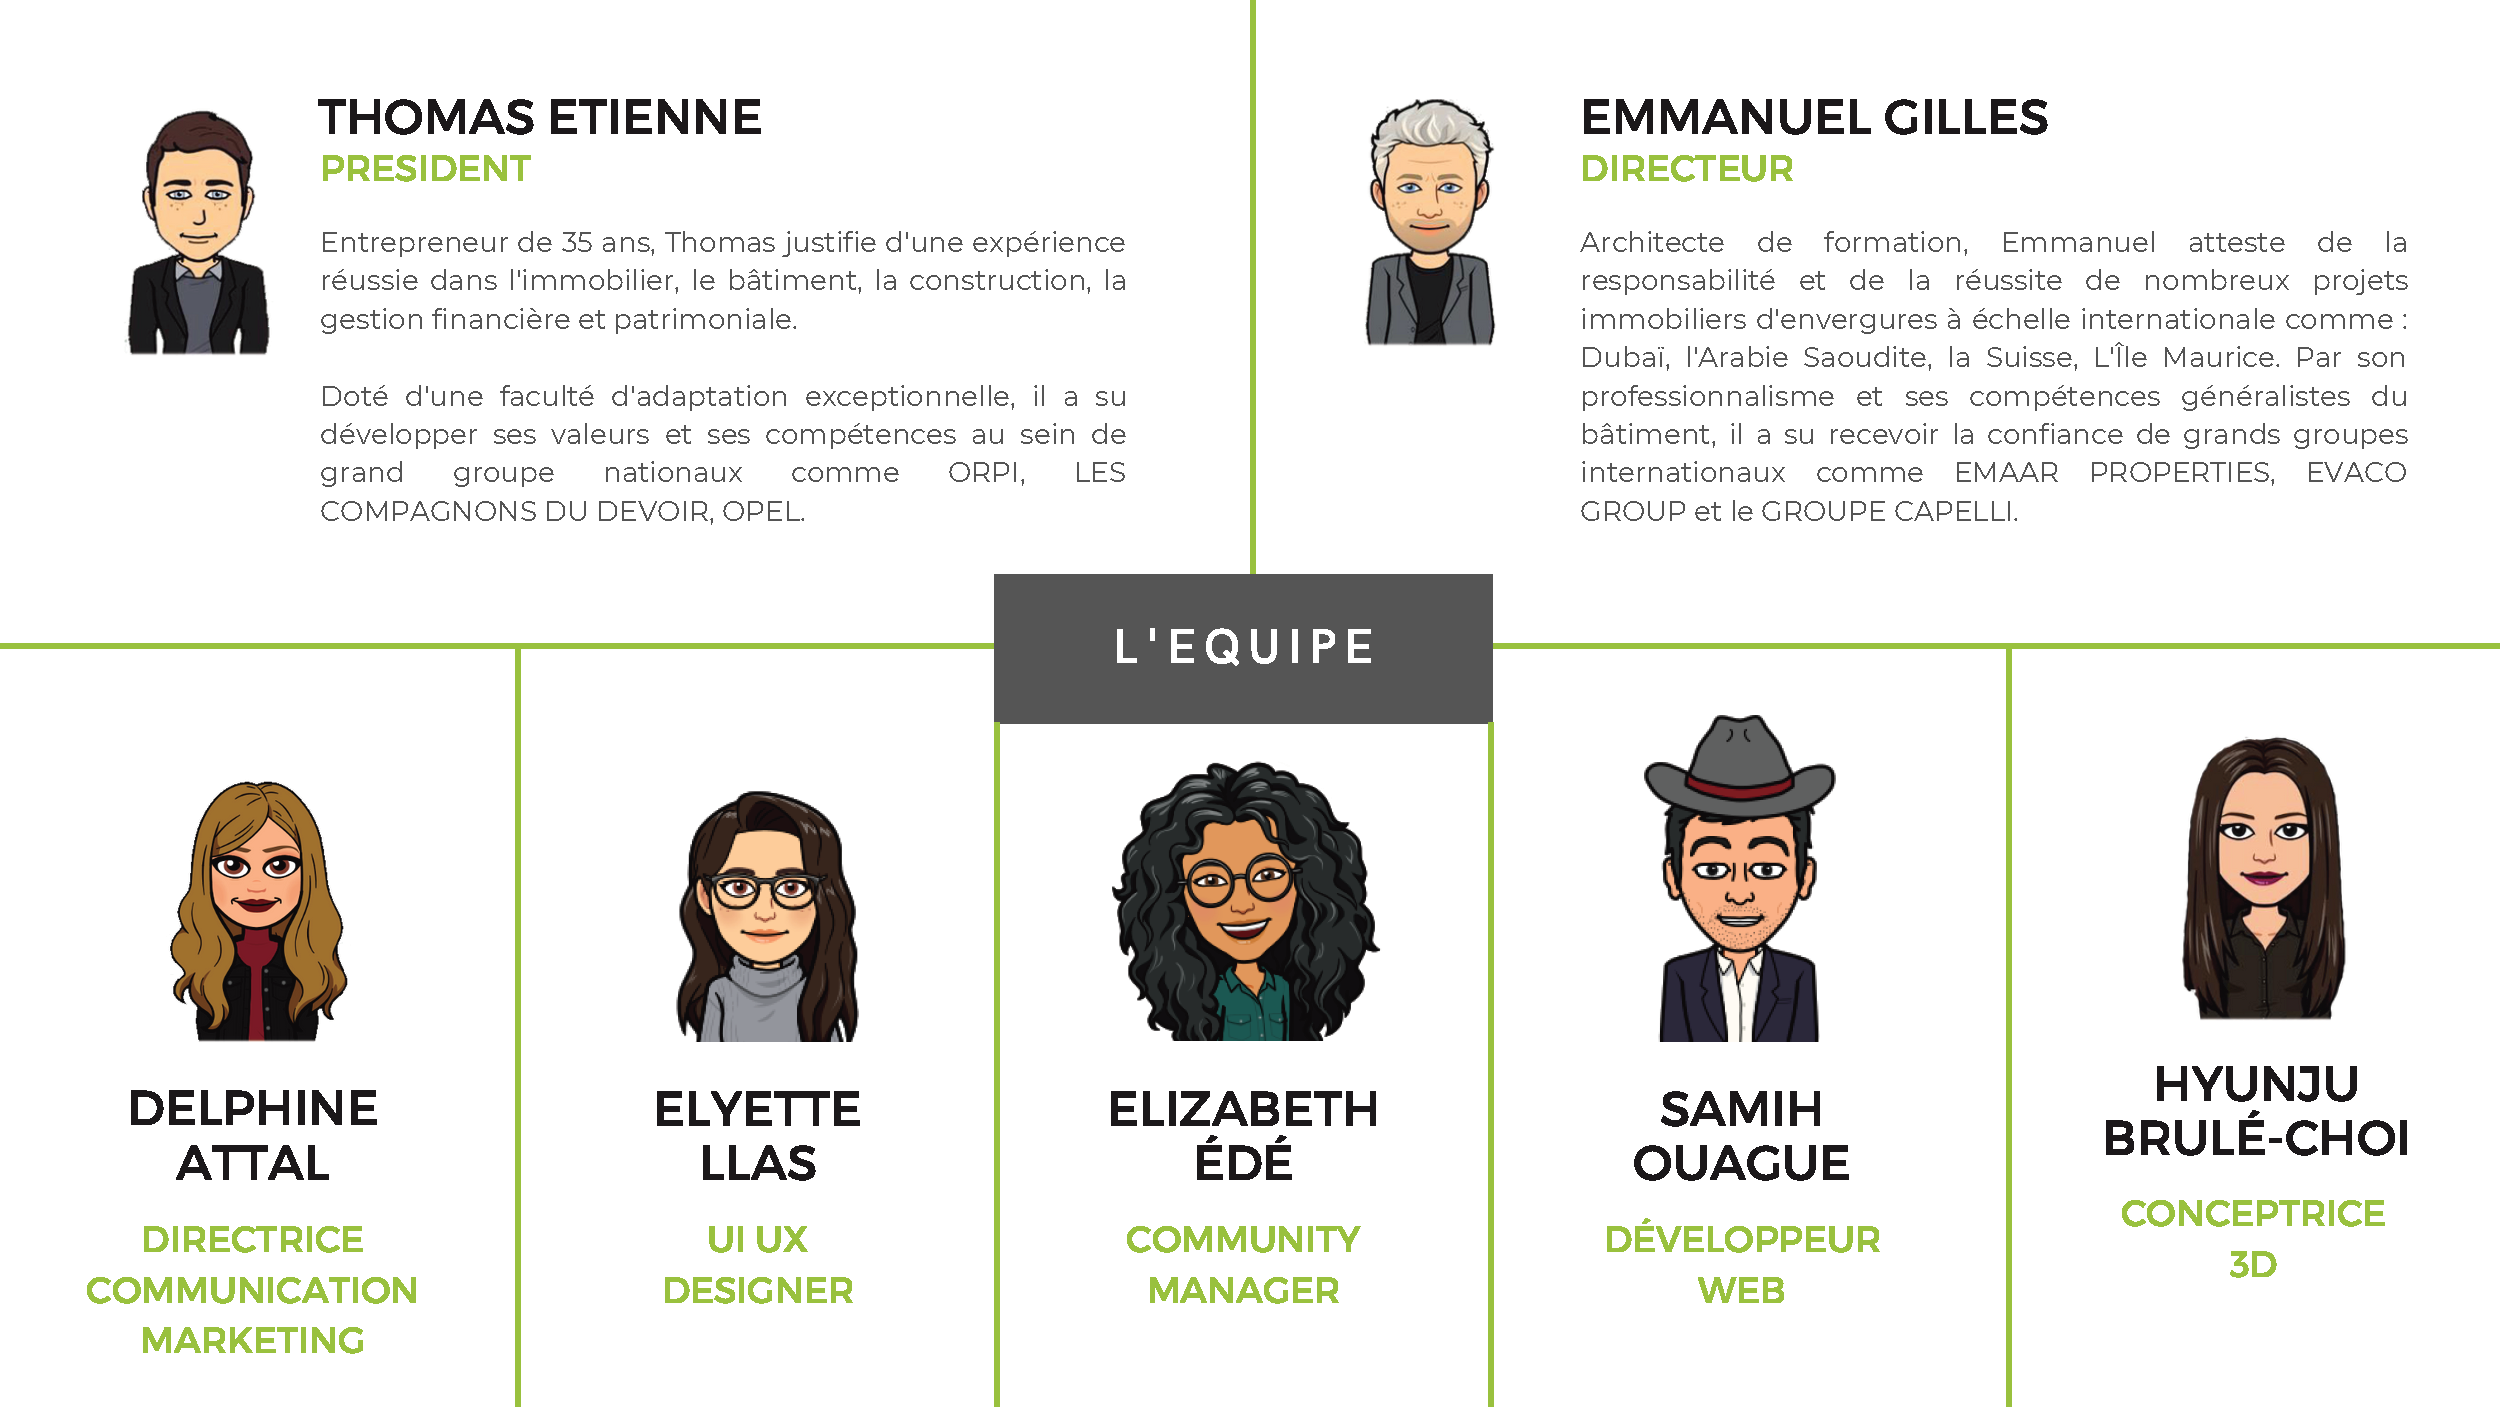 THOMAS ETIENNE
PRESIDENT
Entrepreneur de 35 ans, Thomas justifie d'une expérience
réussie dans l'immobilier, le bâtiment, la construction, la
gestion financière et patrimoniale.
Doté d'une faculté d'adaptation exceptionnelle, il a su
développer ses valeurs et ses compétences au sein de
grand groupe nationaux comme ORPI, LES
COMPAGNONS DU DEVOIR, OPEL.
EMMANUEL GILLES
DIRECTEUR
Architecte de formation, Emmanuel atteste de la
responsabilité et de la réussite de nombreux projets
immobiliers d'envergures à échelle internationale comme :
Dubaï, l'Arabie Saoudite, la Suisse, L'Île Maurice. Par son
professionnalisme et ses compétences généralistes du
bâtiment, il a su recevoir la confiance de grands groupes
internationaux comme EMAAR PROPERTIES, EVACO
GROUP et le GROUPE CAPELLI.
L'EQUIPE
DELPHINE
ATTAL
DIRECTRICE
COMMUNICATION
MARKETING
ELYETTE
LLAS
UI UX
DESIGNER
ELIZABETH
ÉDÉ
COMMUNITY
MANAGER
SAMIH
OUAGUE
DÉVELOPPEUR
WEB
HYUNJU
BRULÉ-CHOI
CONCEPTRICE
3D